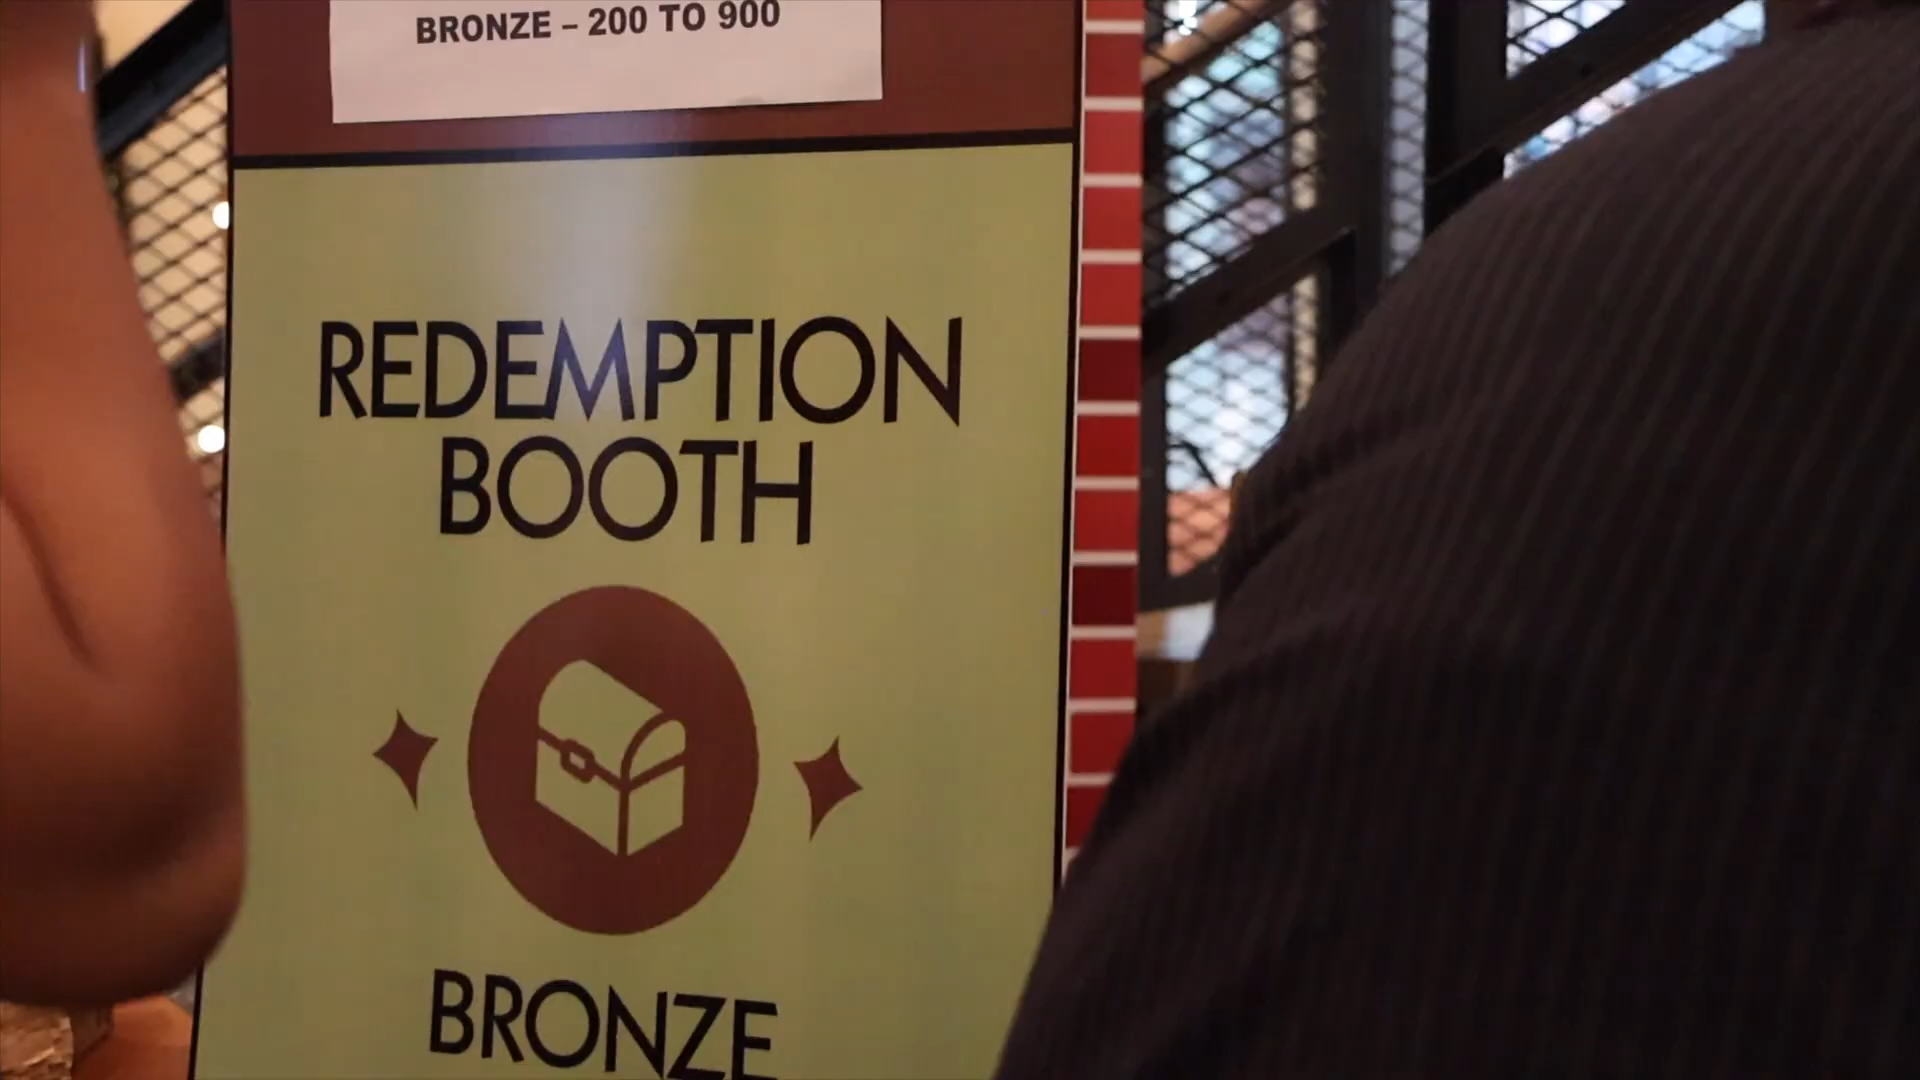 BRONZE – 200 TO 900
REDEMPTION
BOOTH
BRONZE